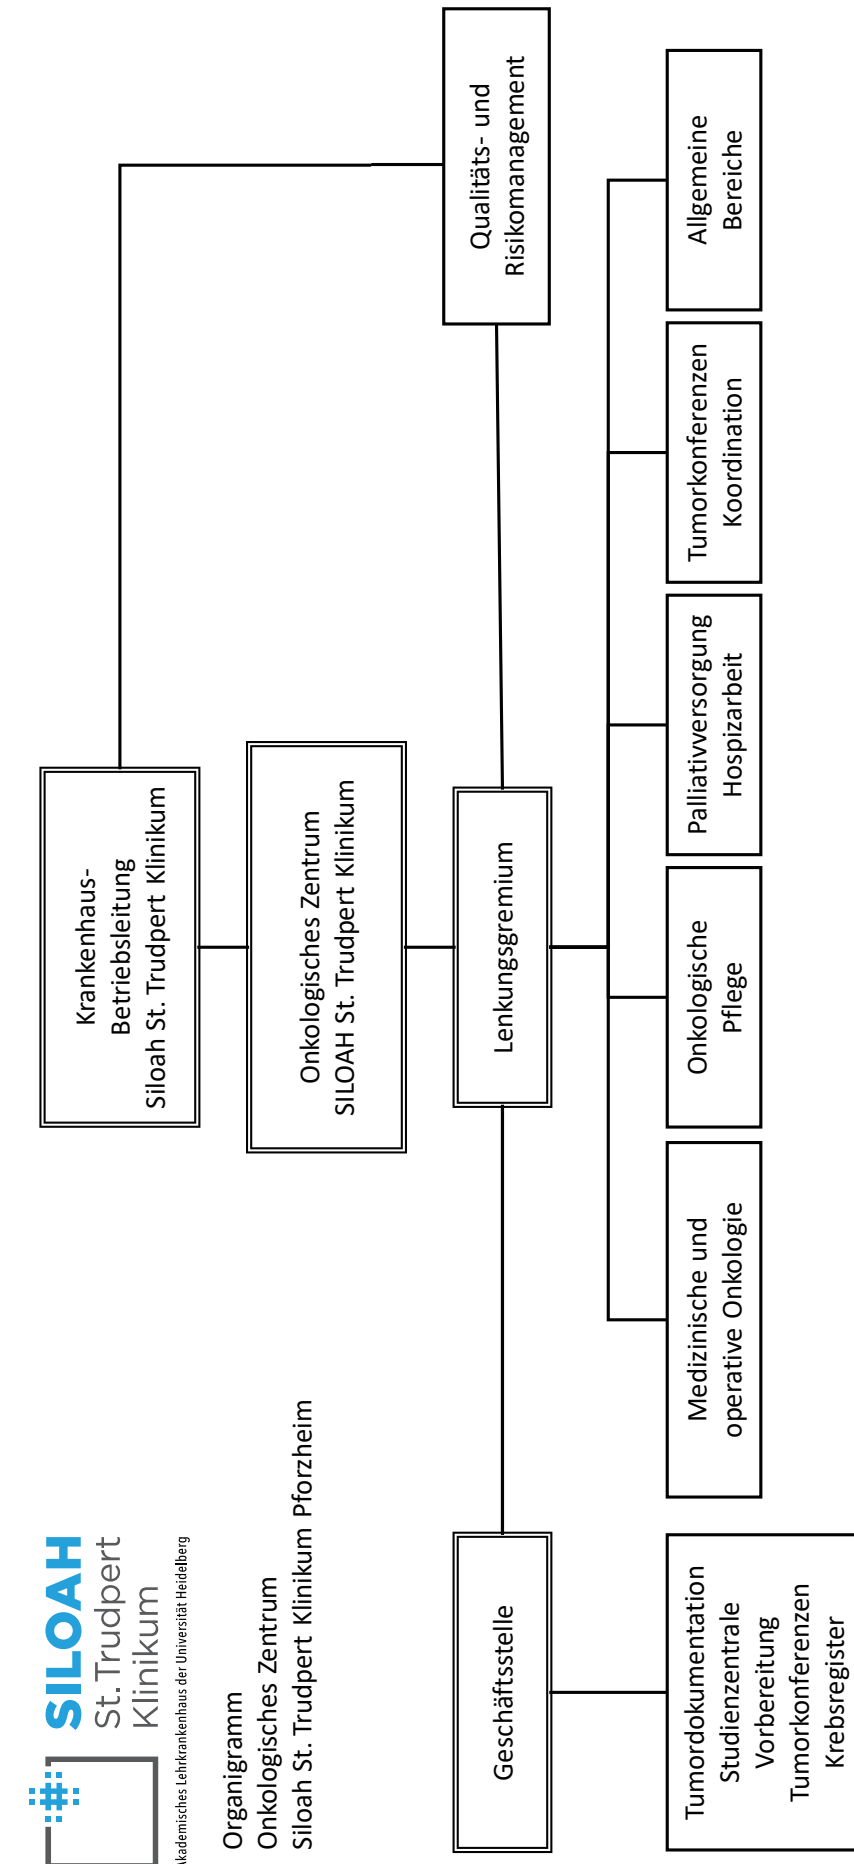 SILOAH
St. Trudpert
Klinikum
Akademisches Lehrkrankenhaus der Universität Heidelberg
Organigramm
Onkologisches Zentrum
Siloah St. Trudpert Klinikum Pforzheim
Krankenhaus-
Betriebsleitung
Siloah St. Trudpert Klinikum
Onkologisches Zentrum
SILOAH St. Trudpert Klinikum
Geschäftsstelle
Lenkungsgremium
Qualitäts- und
Risikomanagement
Tumordokumentation
Studienzentrale
Vorbereitung
Tumorkonferenzen
Krebsregister
Medizinische und
operative Onkologie
Onkologische
Pflege
Palliativversorgung
Hospizarbeit
Tumorkonferenzen
Koordination
Allgemeine
Bereiche